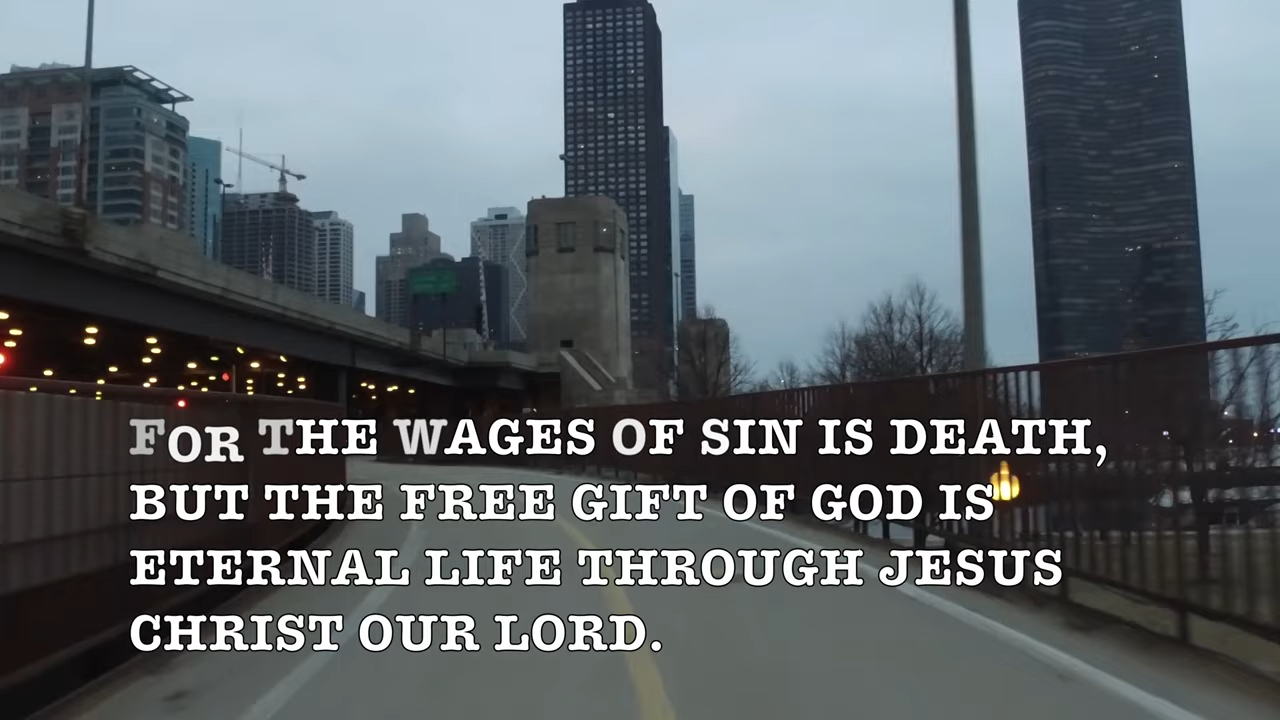 FOR THE WAGES OF SIN IS DEATH,
BUT THE FREE GIFT OF GOD IS
ETERNAL LIFE THROUGH JESUS
CHRIST OUR LORD.